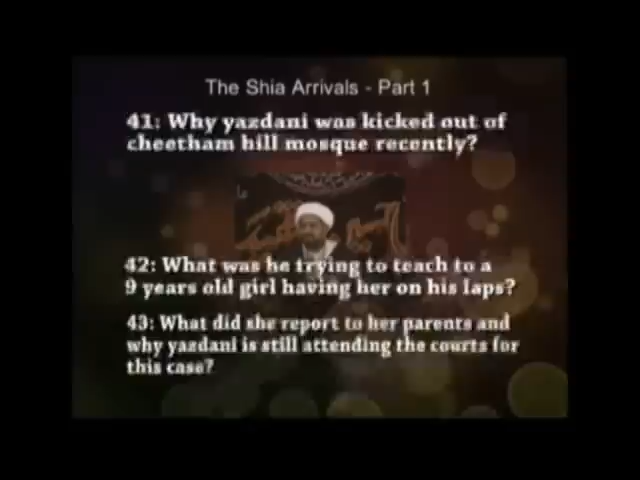 The Shia Arrivals - Part 1
41: Why yazdani was kicked out of
cheetham hill mosque recently?
42: What was he trying to teach to a
9 years old girl having her on his laps?
43: What did she report to her parents and
why yazdani is still attending the courts for
this case?